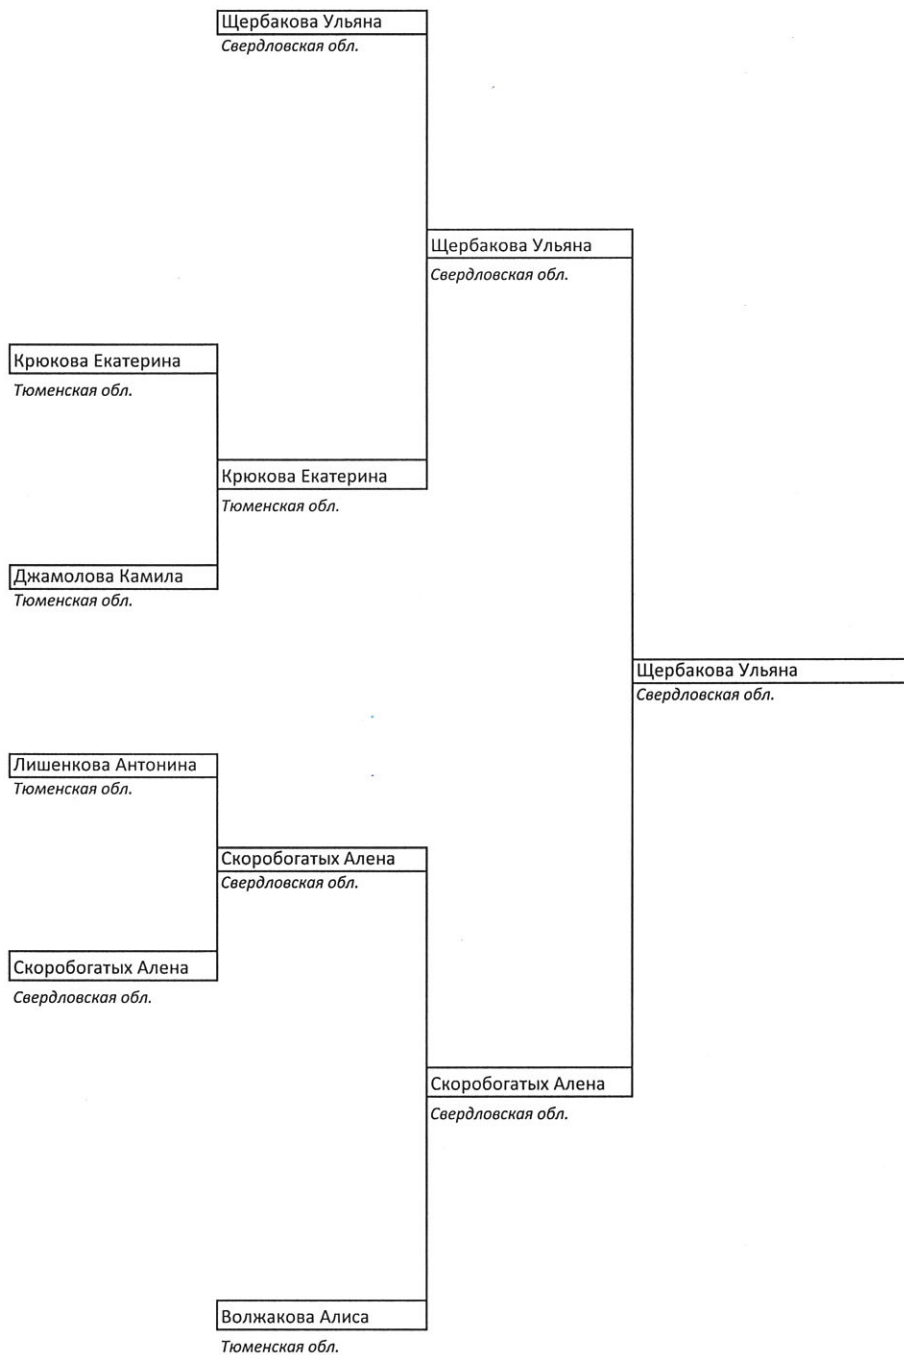 Щербакова Ульяна
Свердловская обл.
Щербакова Ульяна
Свердловская обл.
Крюкова Екатерина
Тюменская обл.
Крюкова Екатерина
Тюменская обл.
Джамолова Камила
Тюменская обл.
Щербакова Ульяна
Свердловская обл.
Лишенкова Антонина
Тюменская обл.
Скоробогатых Алена
Свердловская обл.
Скоробогатых Алена
Свердловская обл.
Скоробогатых Алена
Свердловская обл.
Волжакова Алиса
Тюменская обл.